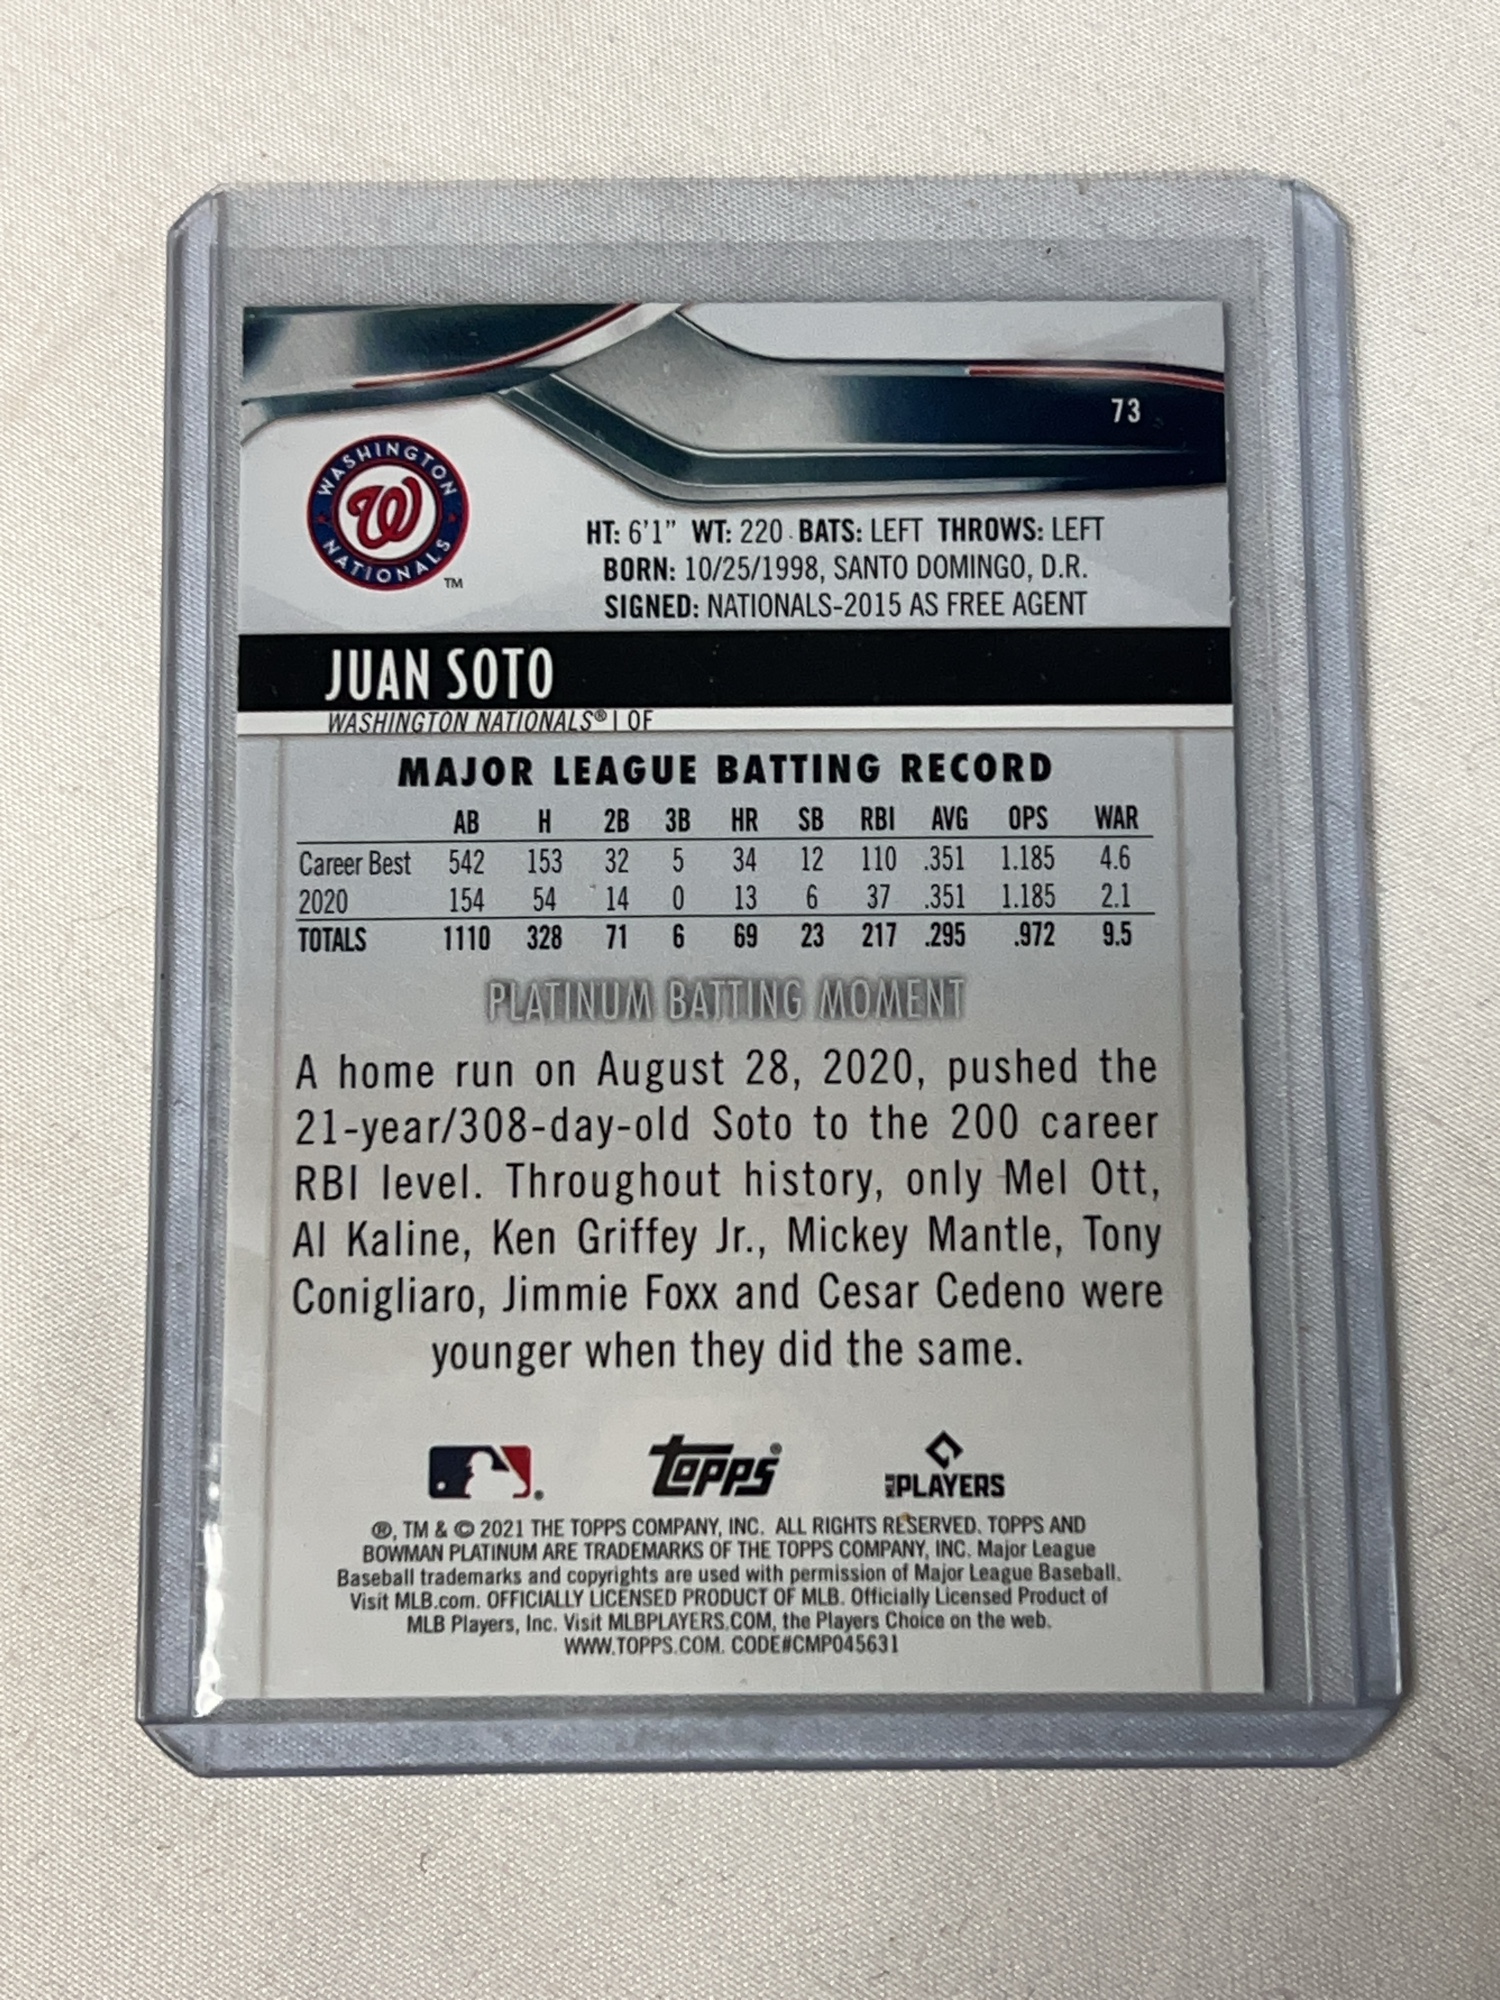 73
WASHINGTON NATIONALS W ™
HT: 6'1" WT: 220 BATS: LEFT THROWS: LEFT
BORN: 10/25/1998, SANTO DOMINGO, D.R.
SIGNED: NATIONALS-2015 AS FREE AGENT
JUAN SOTO
WASHINGTON NATIONALS® | OF
MAJOR LEAGUE BATTING RECORD
AB H 2B 3B HR SB RBI AVG OPS WAR
Career Best 542 153 32 5 34 12 110 .351 1.185 4.6
2020 154 54 14 0 13 6 37 .351 1.185 2.1
TOTALS 1110 328 71 6 69 23 217 .295 .972 9.5
PLATINUM BATTING MOMENT
A home run on August 28, 2020, pushed the
21-year/308-day-old Soto to the 200 career
RBI level. Throughout history, only Mel Ott,
Al Kaline, Ken Griffey Jr., Mickey Mantle, Tony
Conigliaro, Jimmie Foxx and Cesar Cedeno were
younger when they did the same.
® topps® PLAYERS
®, TM & © 2021 THE TOPPS COMPANY, INC. ALL RIGHTS RESERVED. TOPPS AND
BOWMAN PLATINUM ARE TRADEMARKS OF THE TOPPS COMPANY, INC. Major League
Baseball trademarks and copyrights are used with permission of Major League Baseball.
Visit MLB.com. OFFICIALLY LICENSED PRODUCT OF MLB. Officially Licensed Product of
MLB Players, Inc. Visit MLBPLAYERS.COM, the Players Choice on the web.
WWW.TOPPS.COM. CODE#CMP045631